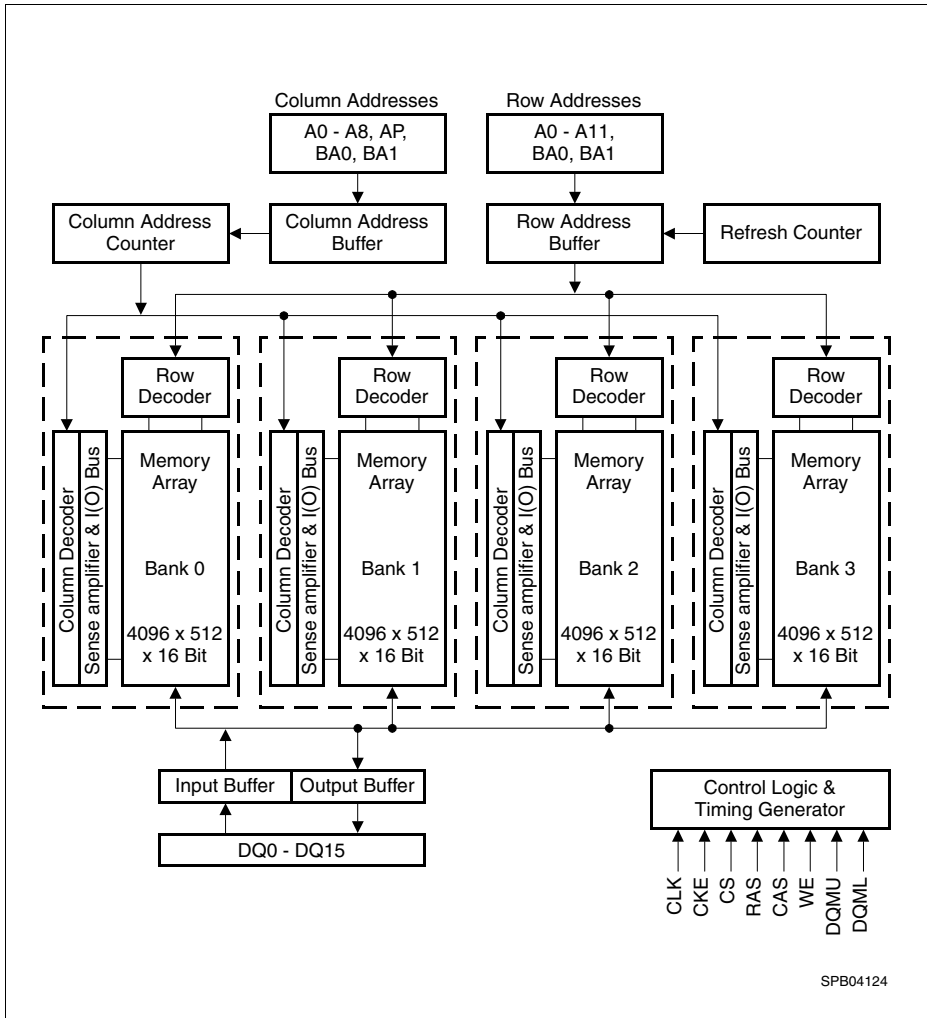 Column Addresses
Row Addresses
A0 - A8, AP,
BA0, BA1
A0 - A11,
BA0, BA1
Column Address
Counter
Column Address
Buffer
Row Address
Buffer
Refresh Counter
Row
Decoder
Row
Decoder
Row
Decoder
Row
Decoder
Column Decoder
Sense amplifier & I(O) Bus
Memory
Array
Bank 0
4096 x 512
x 16 Bit
Column Decoder
Sense amplifier & I(O) Bus
Memory
Array
Bank 1
4096 x 512
x 16 Bit
Column Decoder
Sense amplifier & I(O) Bus
Memory
Array
Bank 2
4096 x 512
x 16 Bit
Column Decoder
Sense amplifier & I(O) Bus
Memory
Array
Bank 3
4096 x 512
x 16 Bit
Input Buffer
Output Buffer
DQ0 - DQ15
Control Logic &
Timing Generator
CLK
CKE
CS
RAS
CAS
WE
DQMU
DQML
SPB04124